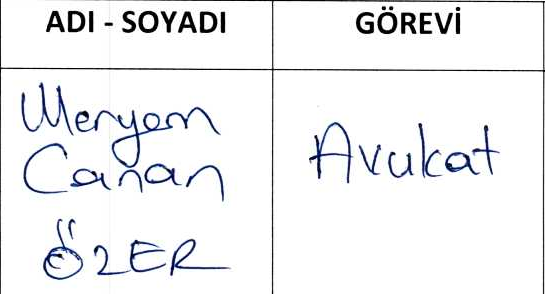 ADI - SOYADI GÖREVİ
Meryem
Canan Avukat
ÖZER